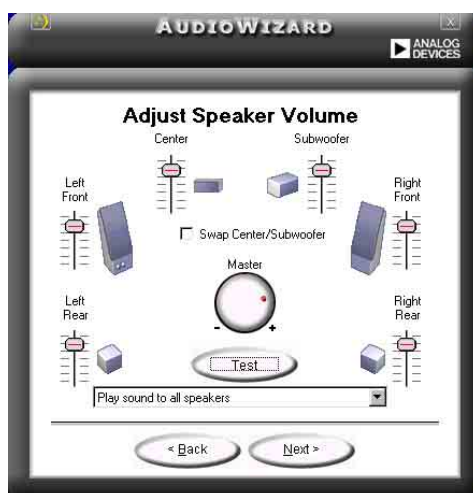 AUDIOWIZARD
X
ANALOG
DEVICES
Adjust Speaker Volume
Center
Subwoofer
Left
Front
Right
Front
Swap Center/Subwoofer
Master
Left
Rear
Right
Rear
- +
Test
Play sound to all speakers
< Back
Next >